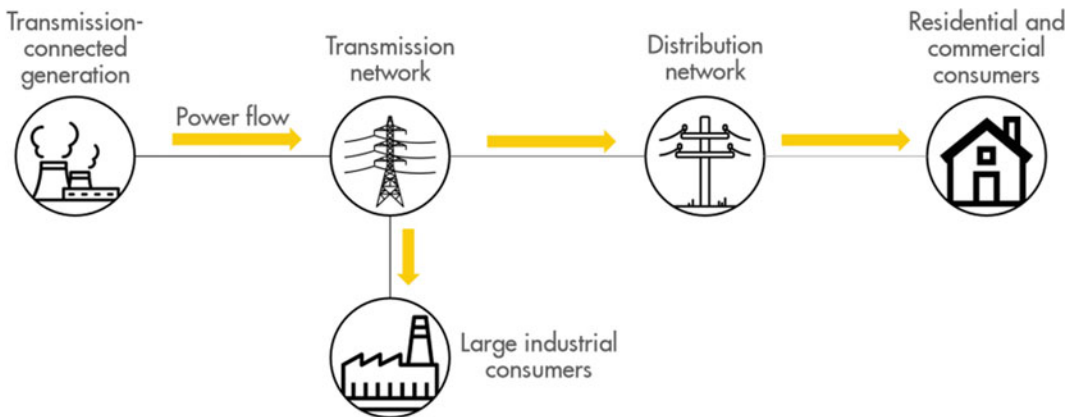 Transmission-
connected
generation
Transmission
network
Distribution
network
Residential and
commercial
consumers
Power flow
Large industrial
consumers